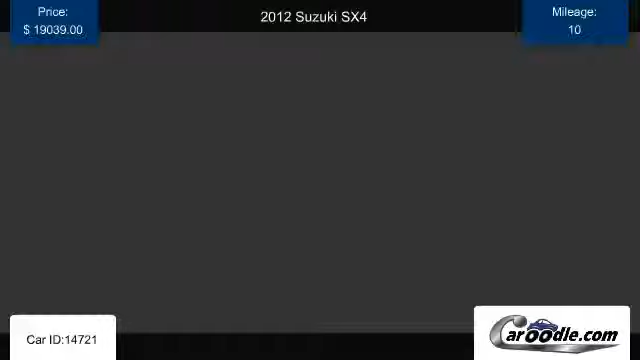 Price:
$ 19039.00
2012 Suzuki SX4
Mileage:
10
Car ID:14721
Caroodle.com